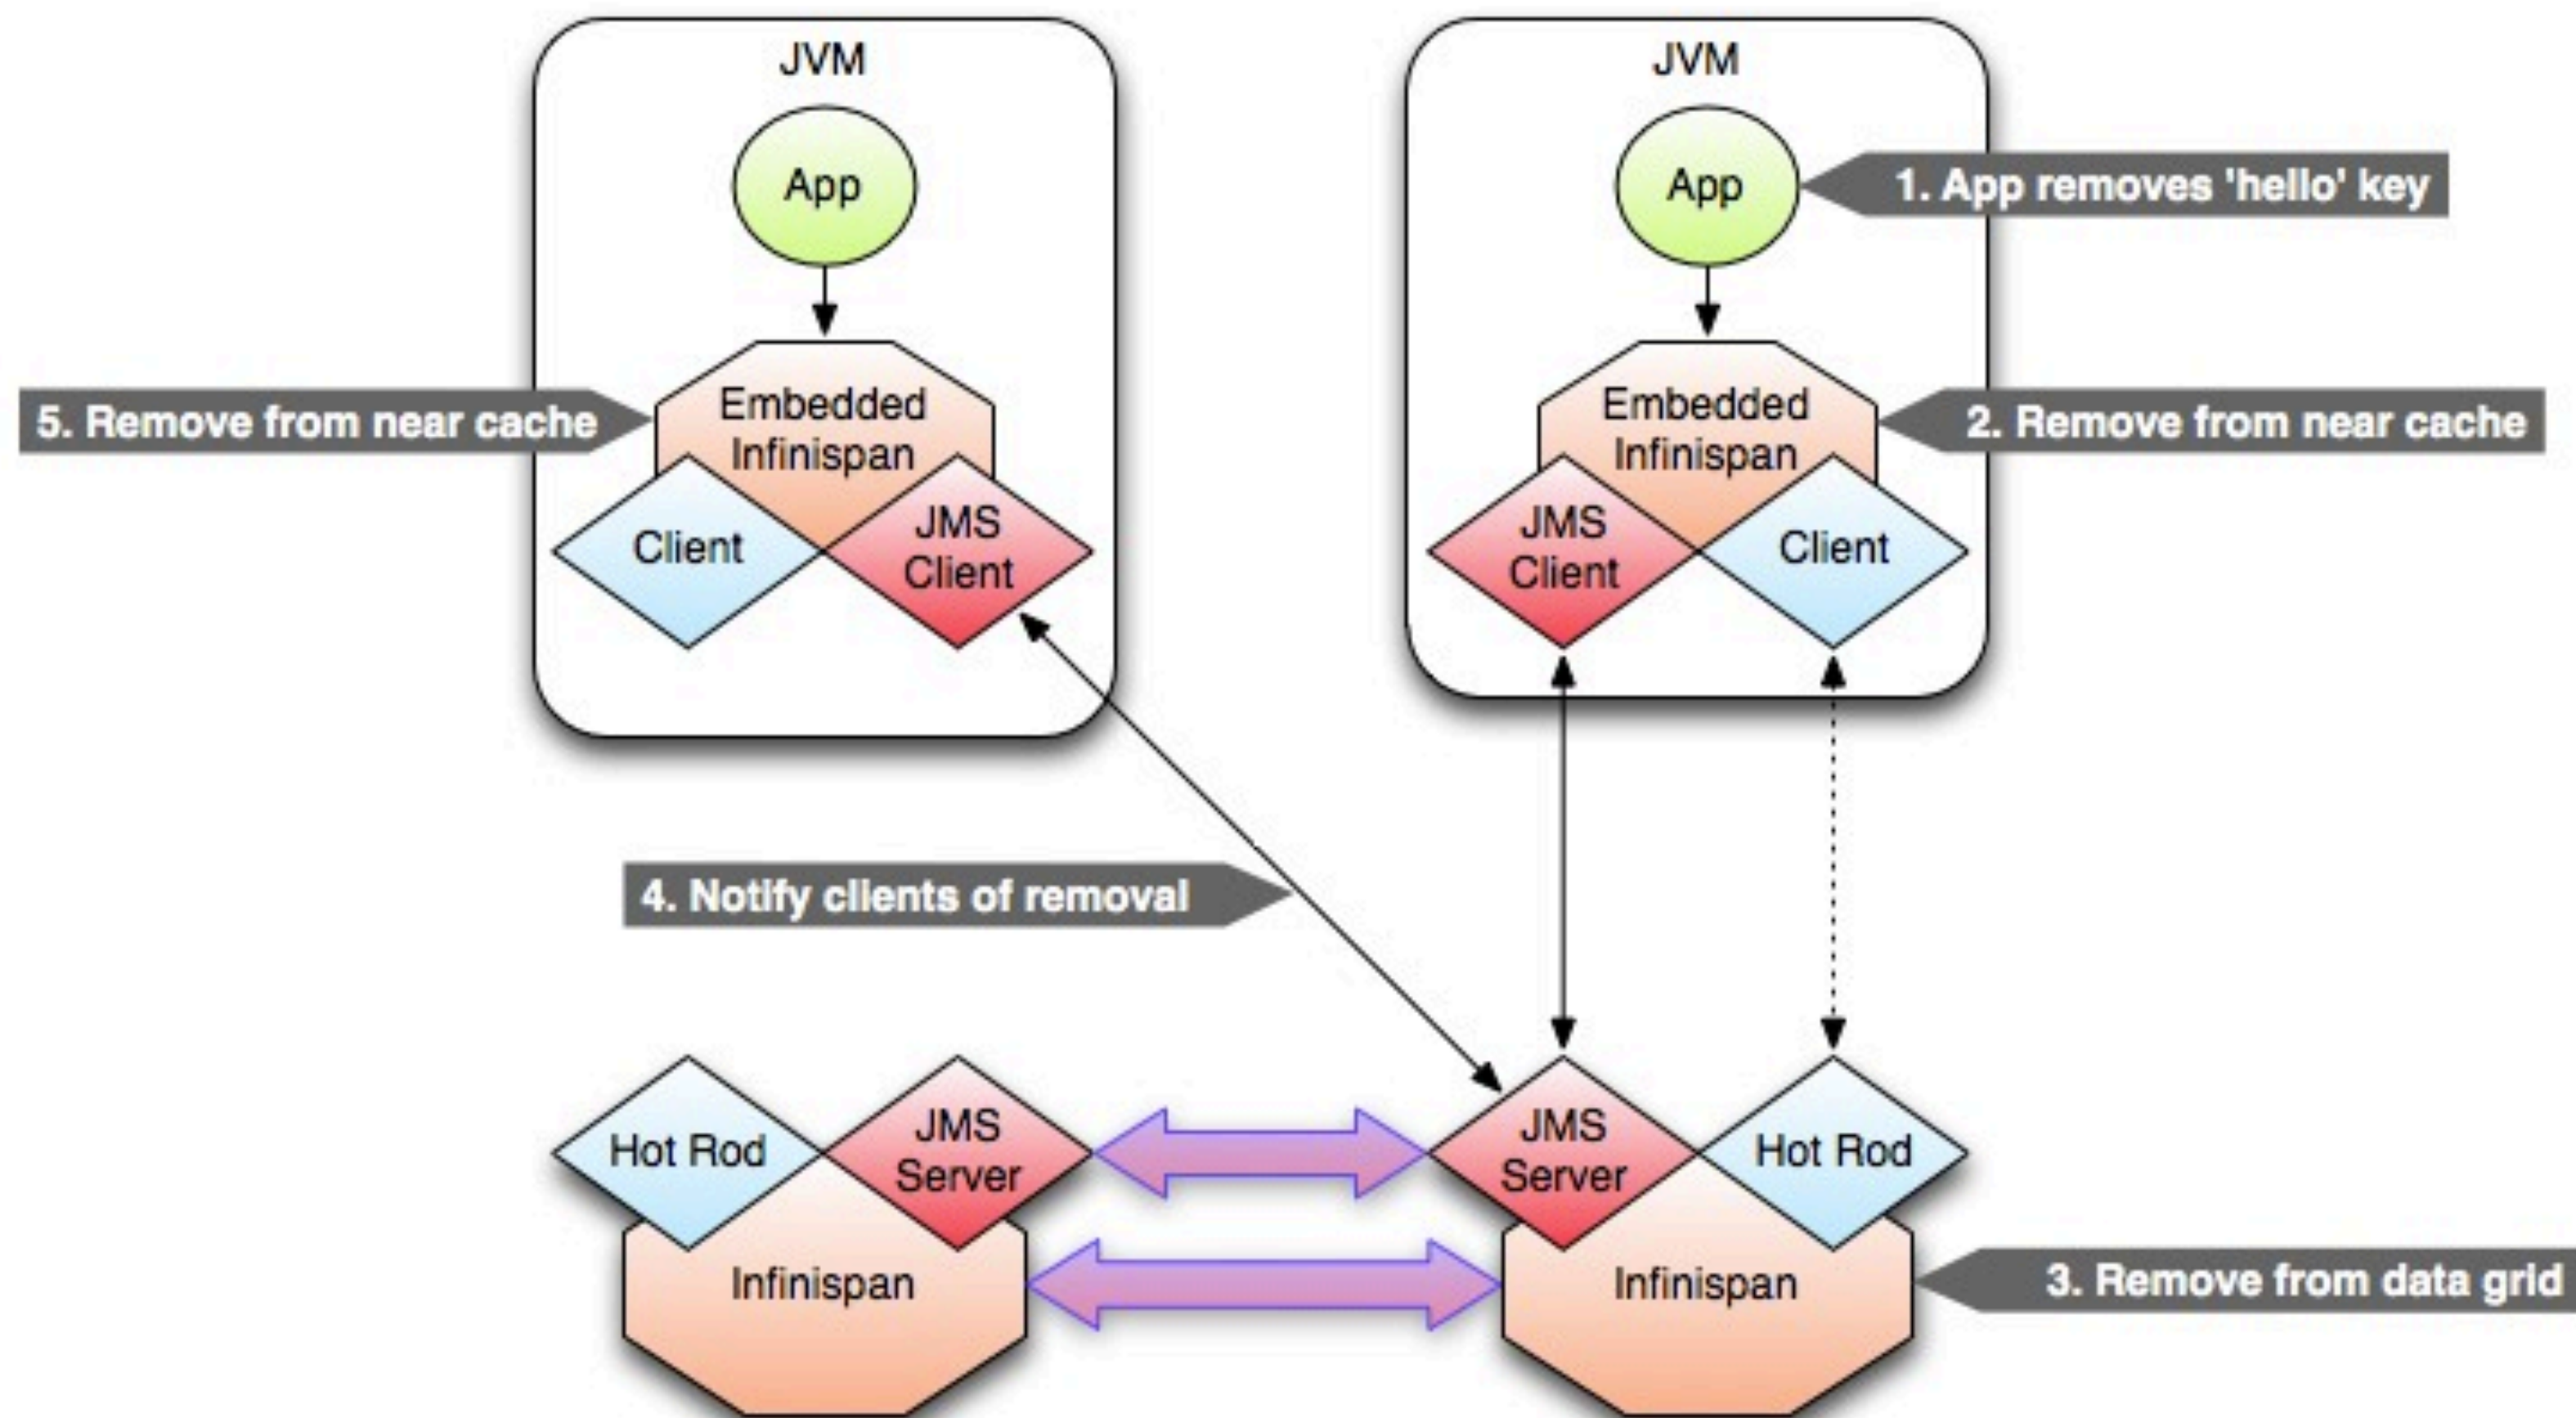 JVM
JVM
App
App
1. App removes 'hello' key
Embedded
Infinispan
Embedded
Infinispan
5. Remove from near cache
2. Remove from near cache
Client
JMS
Client
JMS
Client
Client
4. Notify clients of removal
Hot Rod
JMS
Server
JMS
Server
Hot Rod
Infinispan
Infinispan
3. Remove from data grid